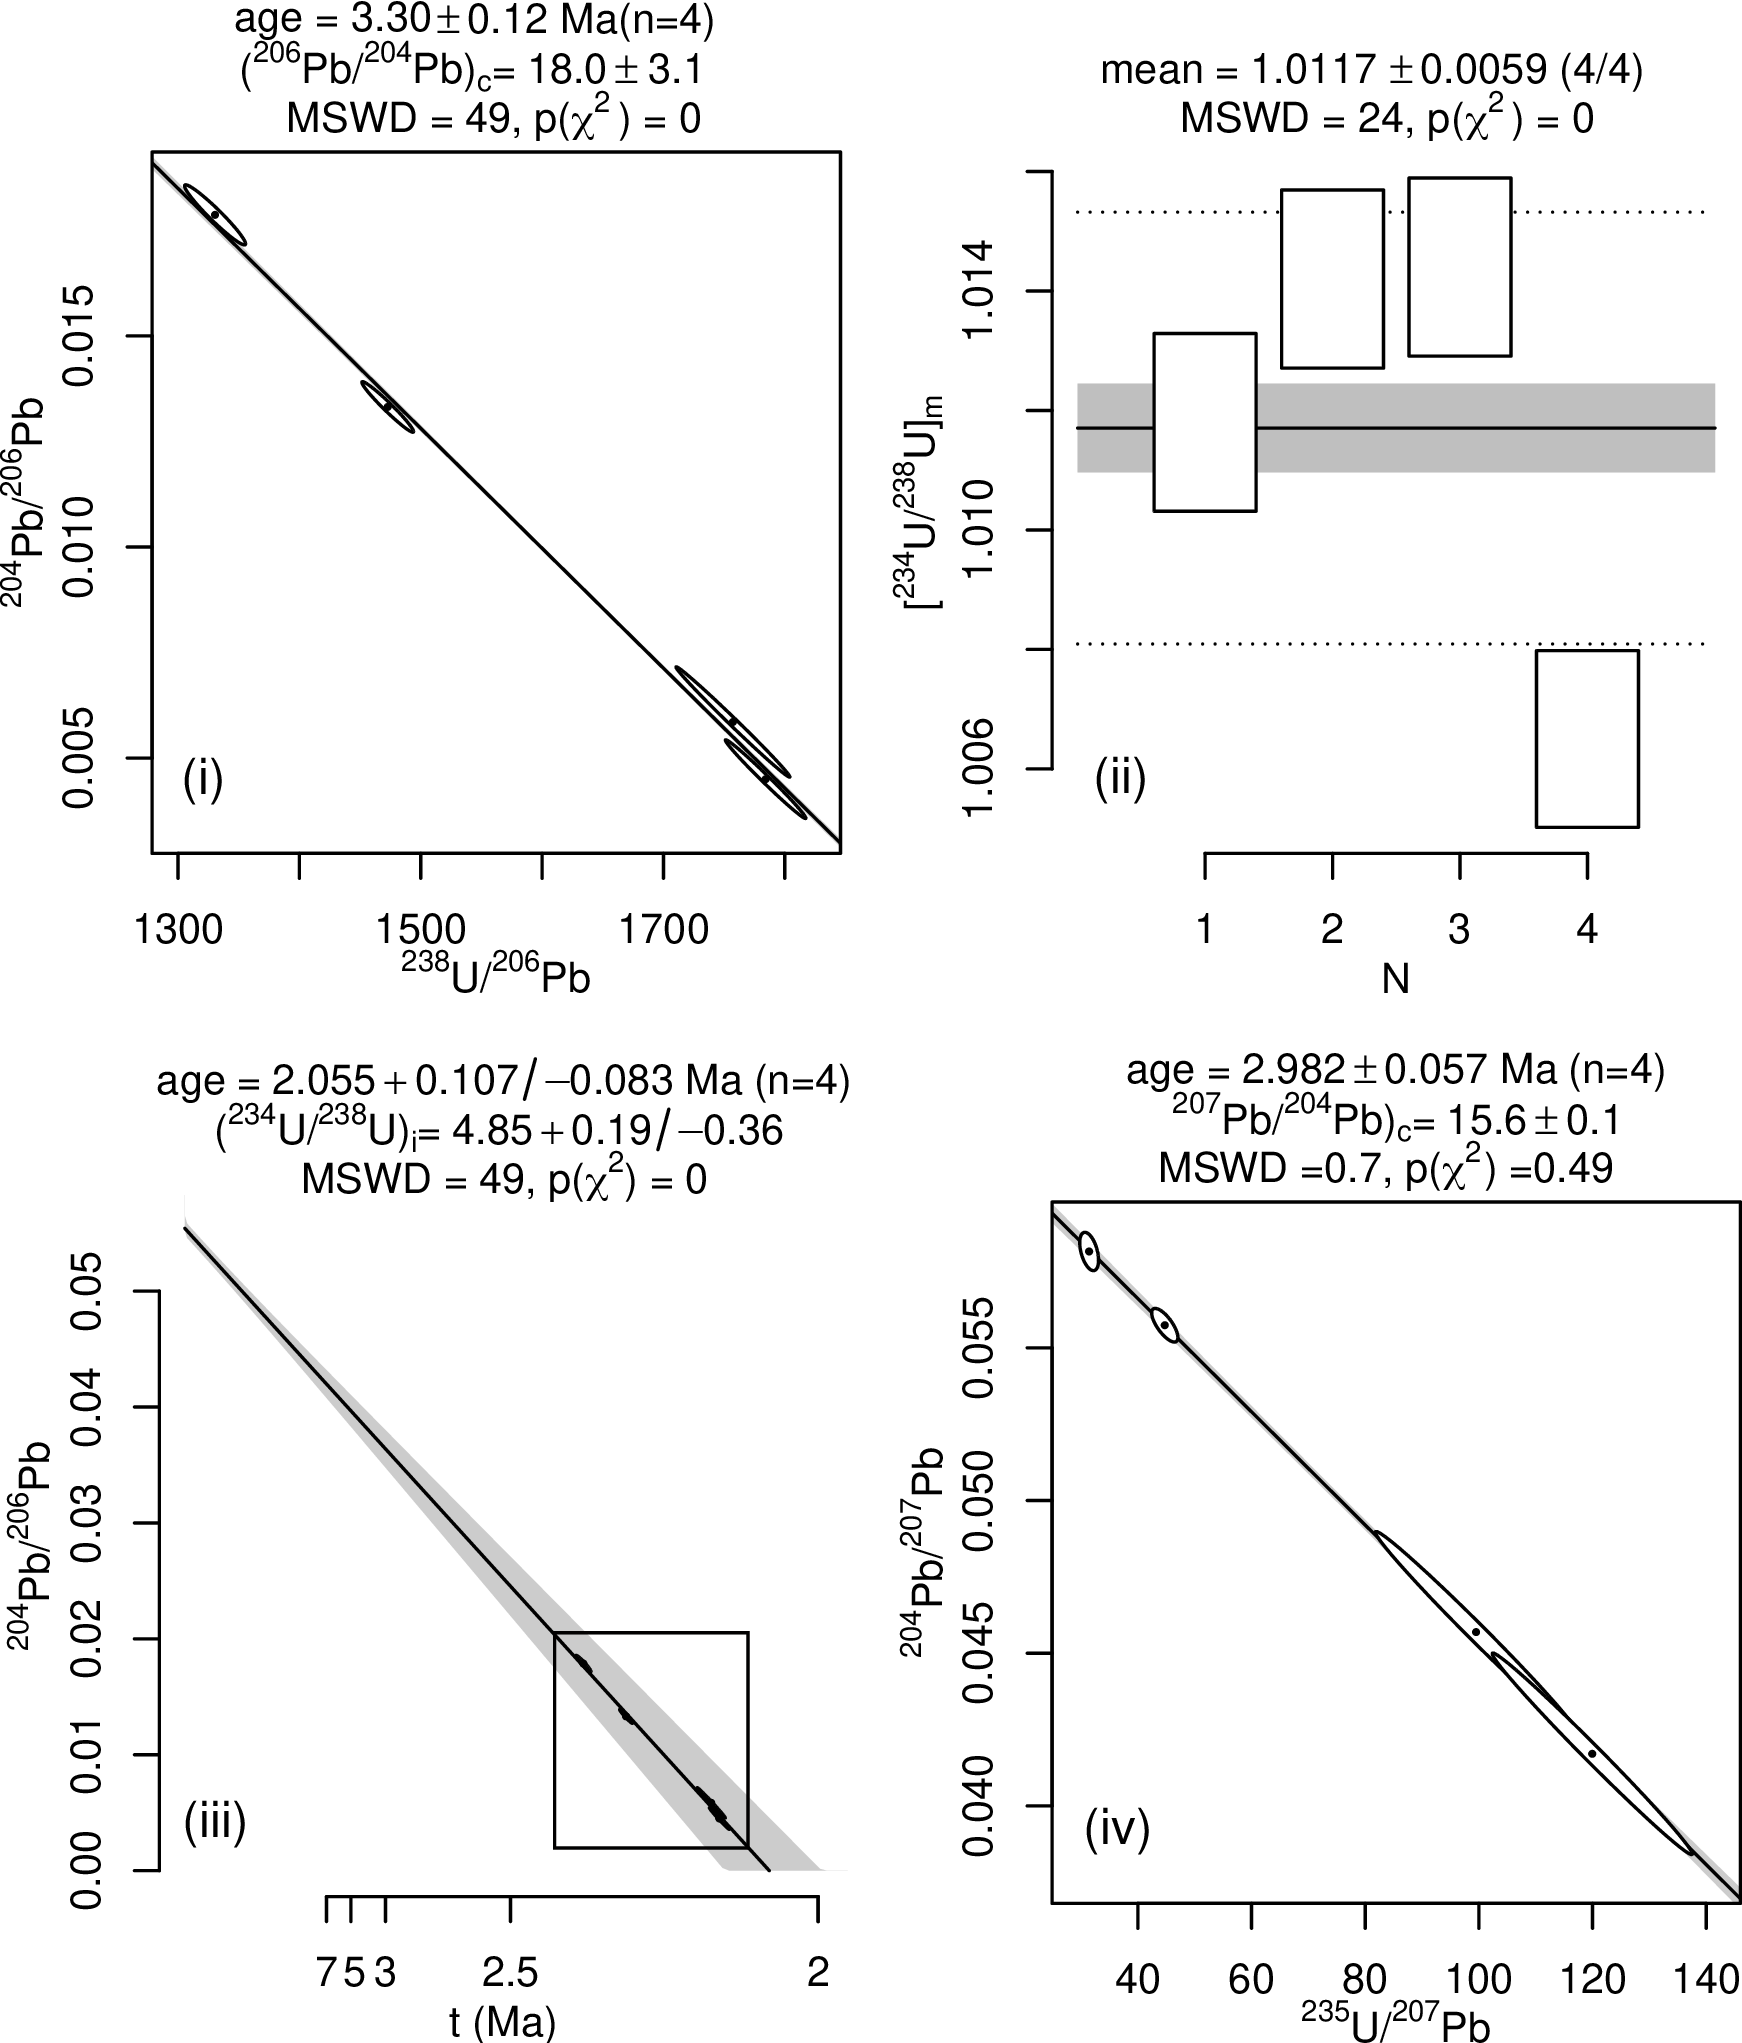 age = 3.30 ± 0.12 Ma(n=4)
(²⁰⁶Pb/²⁰⁴Pb)c= 18.0 ± 3.1
MSWD = 49, p(χ²) = 0
0.015
0.010
0.005
²⁰⁴Pb/²⁰⁶Pb
(i)
1300 1500 1700
²³⁸U/²⁰⁶Pb
mean = 1.0117 ± 0.0059 (4/4)
MSWD = 24, p(χ²) = 0
1.014
1.010
1.006
[²³⁴U/²³⁸U]m
(ii)
1 2 3 4
N
age = 2.055 + 0.107/−0.083 Ma (n=4)
(²³⁴U/²³⁸U)i= 4.85 + 0.19/−0.36
MSWD = 49, p(χ²) = 0
0.05
0.04
0.03
0.02
0.01
0.00
²⁰⁴Pb/²⁰⁶Pb
(iii)
7 5 3 2.5 2
t (Ma)
age = 2.982 ± 0.057 Ma (n=4)
²⁰⁷Pb/²⁰⁴Pb)c= 15.6 ± 0.1
MSWD =0.7, p(χ²) =0.49
0.055
0.050
0.045
0.040
²⁰⁴Pb/²⁰⁷Pb
(iv)
40 60 80 100 120 140
²³⁵U/²⁰⁷Pb